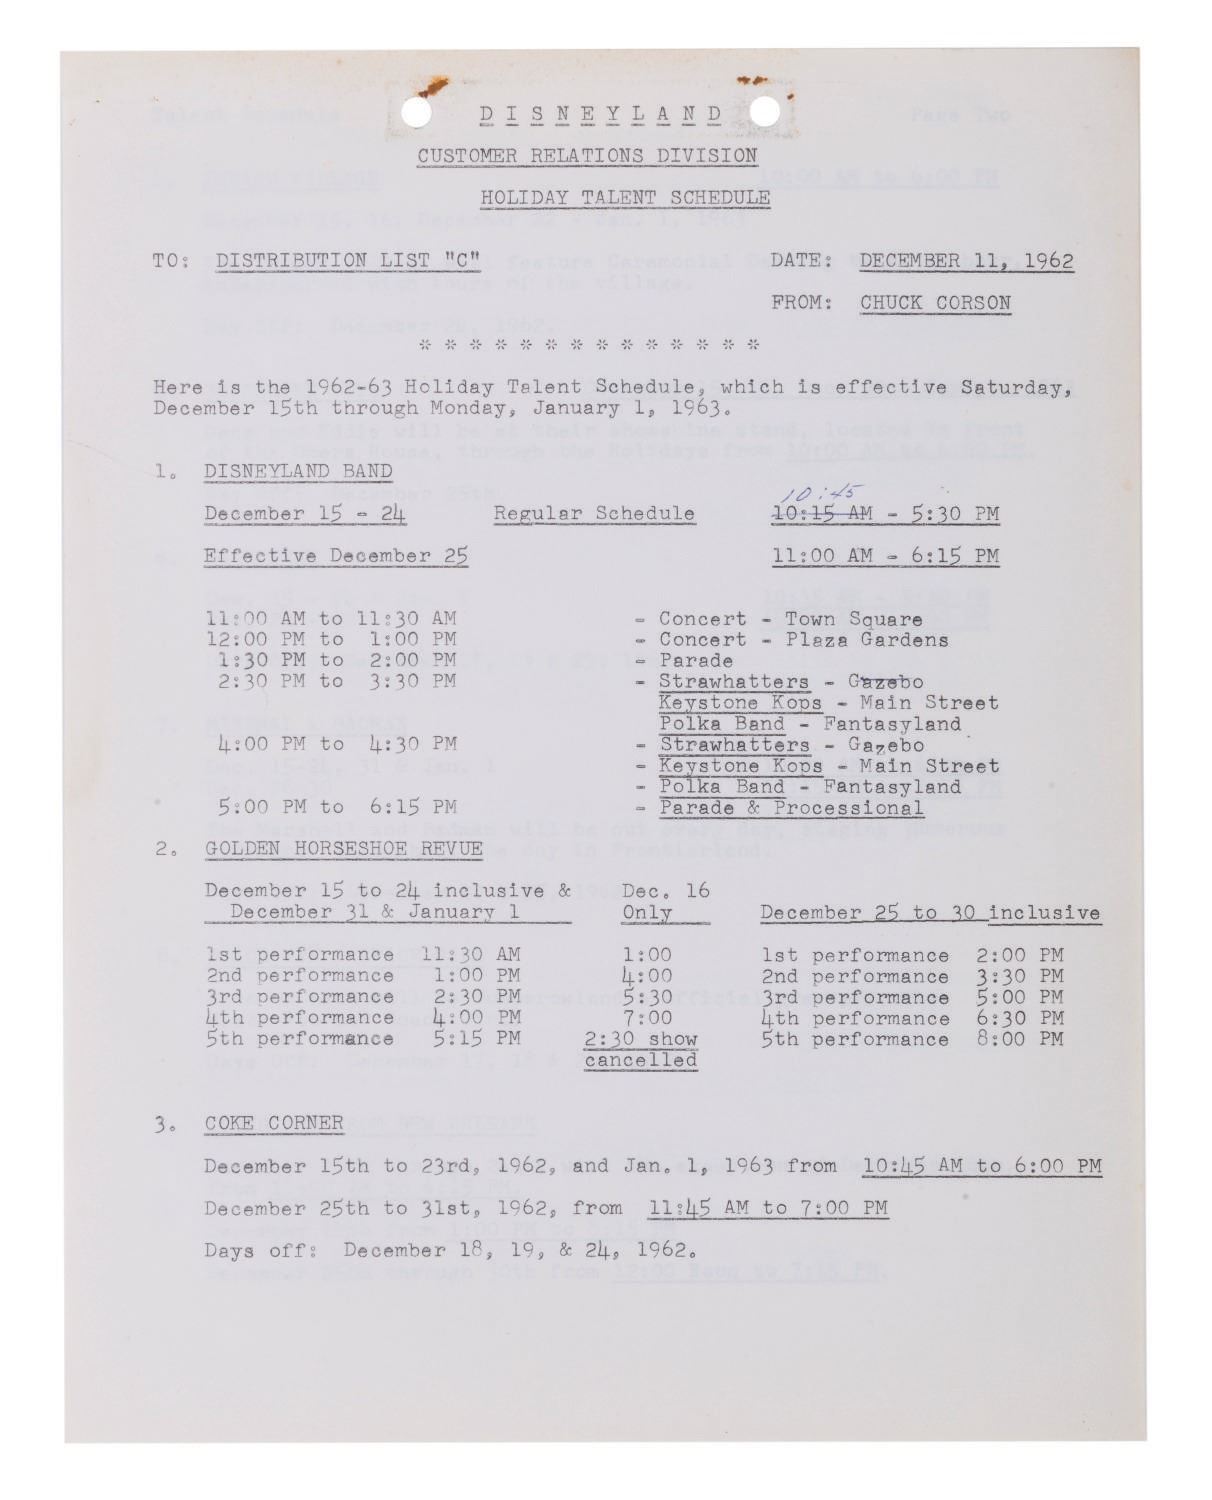 D I S N E Y L A N D
CUSTOMER RELATIONS DIVISION
HOLIDAY TALENT SCHEDULE
TO: DISTRIBUTION LIST "C" DATE: DECEMBER 11, 1962
FROM: CHUCK CORSON
* * * * * * * * * * * * * *
Here is the 1962-63 Holiday Talent Schedule, which is effective Saturday,
December 15th through Monday, January 1, 1963.
1. DISNEYLAND BAND
10:45
December 15 - 24 Regular Schedule 10:15 AM - 5:30 PM
Effective December 25 11:00 AM - 6:15 PM
11:00 AM to 11:30 AM - Concert - Town Square
12:00 PM to 1:00 PM - Concert - Plaza Gardens
1:30 PM to 2:00 PM - Parade
2:30 PM to 3:30 PM - Strawhatters - Gazebo
Keystone Kops - Main Street
Polka Band - Fantasyland
4:00 PM to 4:30 PM - Strawhatters - Gazebo
- Keystone Kops - Main Street
- Polka Band - Fantasyland
5:00 PM to 6:15 PM - Parade & Processional
2. GOLDEN HORSESHOE REVUE
December 15 to 24 inclusive & Dec. 16
December 31 & January 1 Only December 25 to 30 inclusive
1st performance 11:30 AM 1:00 1st performance 2:00 PM
2nd performance 1:00 PM 4:00 2nd performance 3:30 PM
3rd performance 2:30 PM 5:30 3rd performance 5:00 PM
4th performance 4:00 PM 7:00 4th performance 6:30 PM
5th performance 5:15 PM 2:30 show 5th performance 8:00 PM
cancelled
3. COKE CORNER
December 15th to 23rd, 1962, and Jan. 1, 1963 from 10:45 AM to 6:00 PM
December 25th to 31st, 1962, from 11:45 AM to 7:00 PM
Days off: December 18, 19, & 24, 1962.